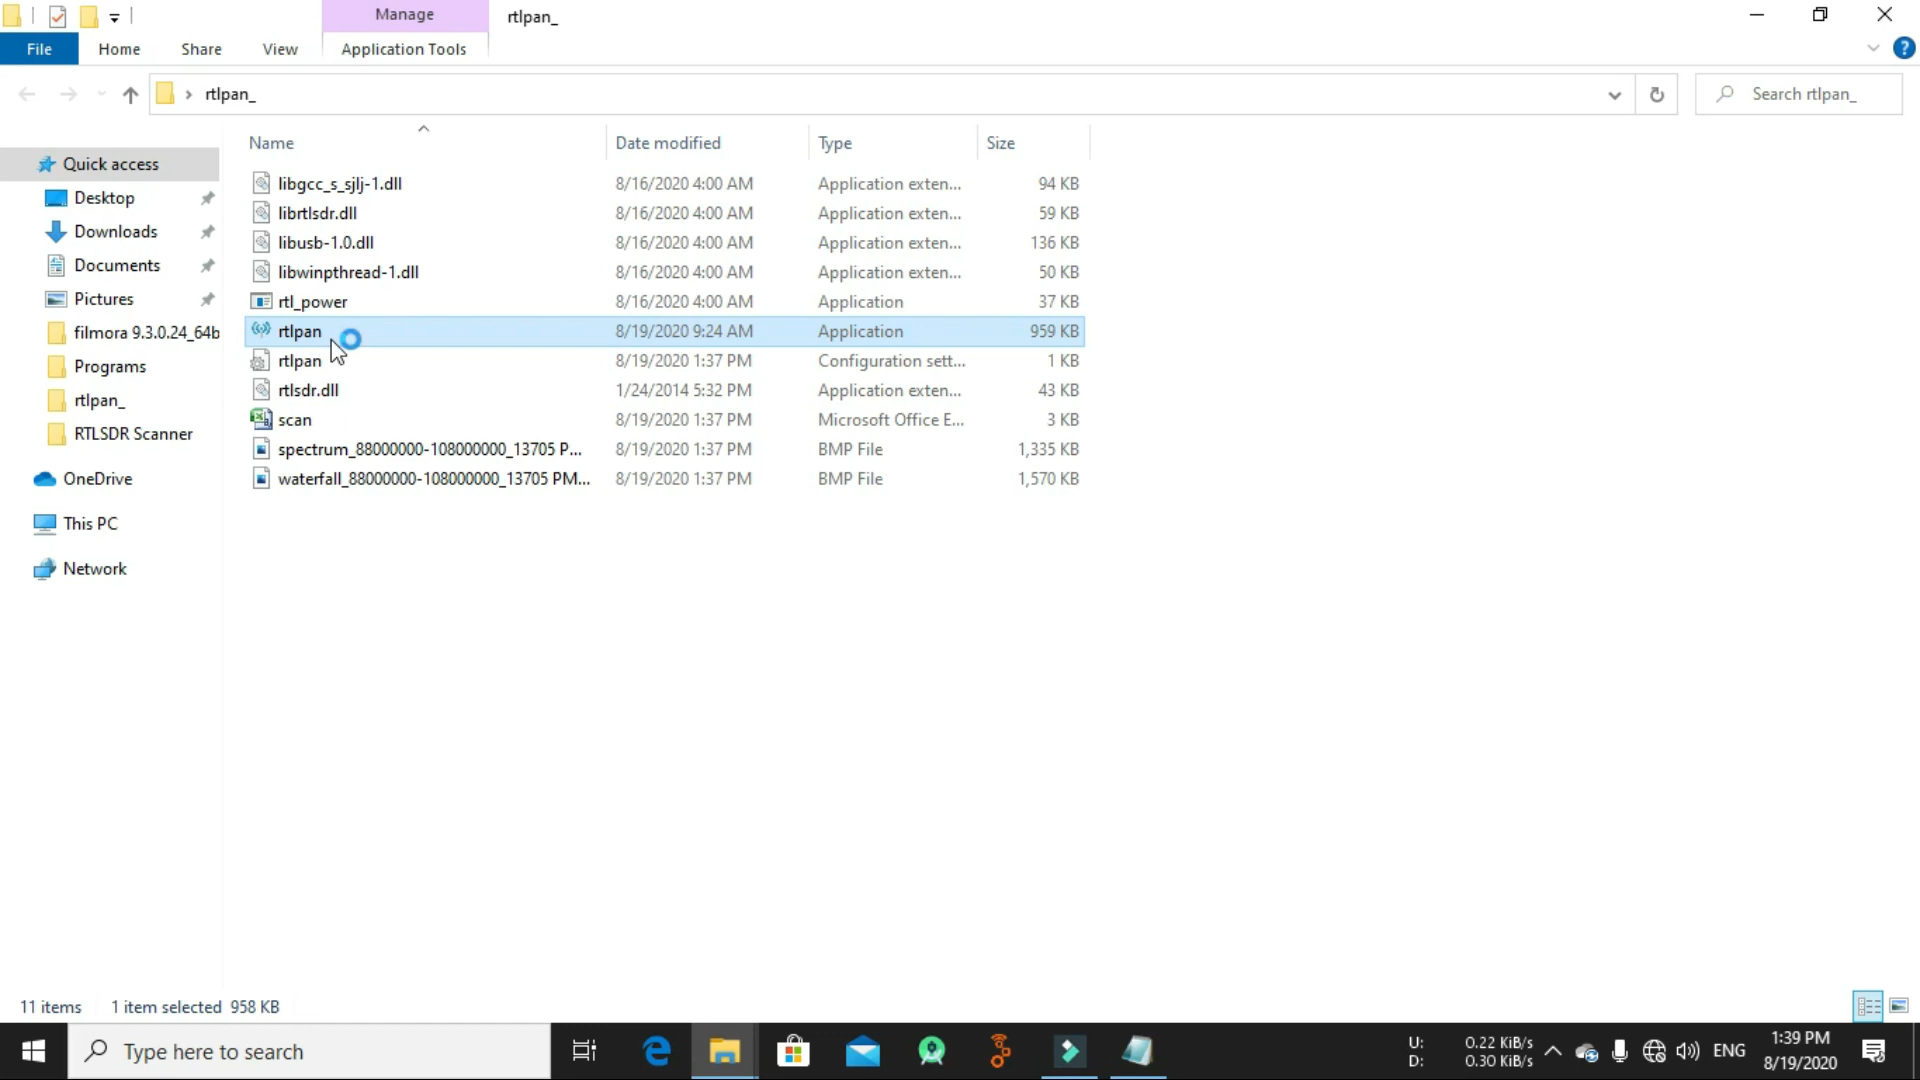 Manage
rtlpan_
File
Home
Share
View
Application Tools
rtlpan_
Search rtlpan_
Name
Date modified
Type
Size
Quick access
Desktop
Downloads
Documents
Pictures
filmora 9.3.0.24_64b
Programs
rtlpan_
RTLSDR Scanner
OneDrive
This PC
Network
libgcc_s_sjlj-1.dll 8/16/2020 4:00 AM Application exten... 94 KB
librtlsdr.dll 8/16/2020 4:00 AM Application exten... 59 KB
libusb-1.0.dll 8/16/2020 4:00 AM Application exten... 136 KB
libwinpthread-1.dll 8/16/2020 4:00 AM Application exten... 50 KB
rtl_power 8/16/2020 4:00 AM Application 37 KB
rtlpan 8/19/2020 9:24 AM Application 959 KB
rtlpan 8/19/2020 1:37 PM Configuration sett... 1 KB
rtlsdr.dll 1/24/2014 5:32 PM Application exten... 43 KB
scan 8/19/2020 1:37 PM Microsoft Office E... 3 KB
spectrum_88000000-108000000_13705 P... 8/19/2020 1:37 PM BMP File 1,335 KB
waterfall_88000000-108000000_13705 PM... 8/19/2020 1:37 PM BMP File 1,570 KB
11 items 1 item selected 958 KB
Type here to search
U: 0.22 KiB/s
D: 0.30 KiB/s
ENG
1:39 PM
8/19/2020